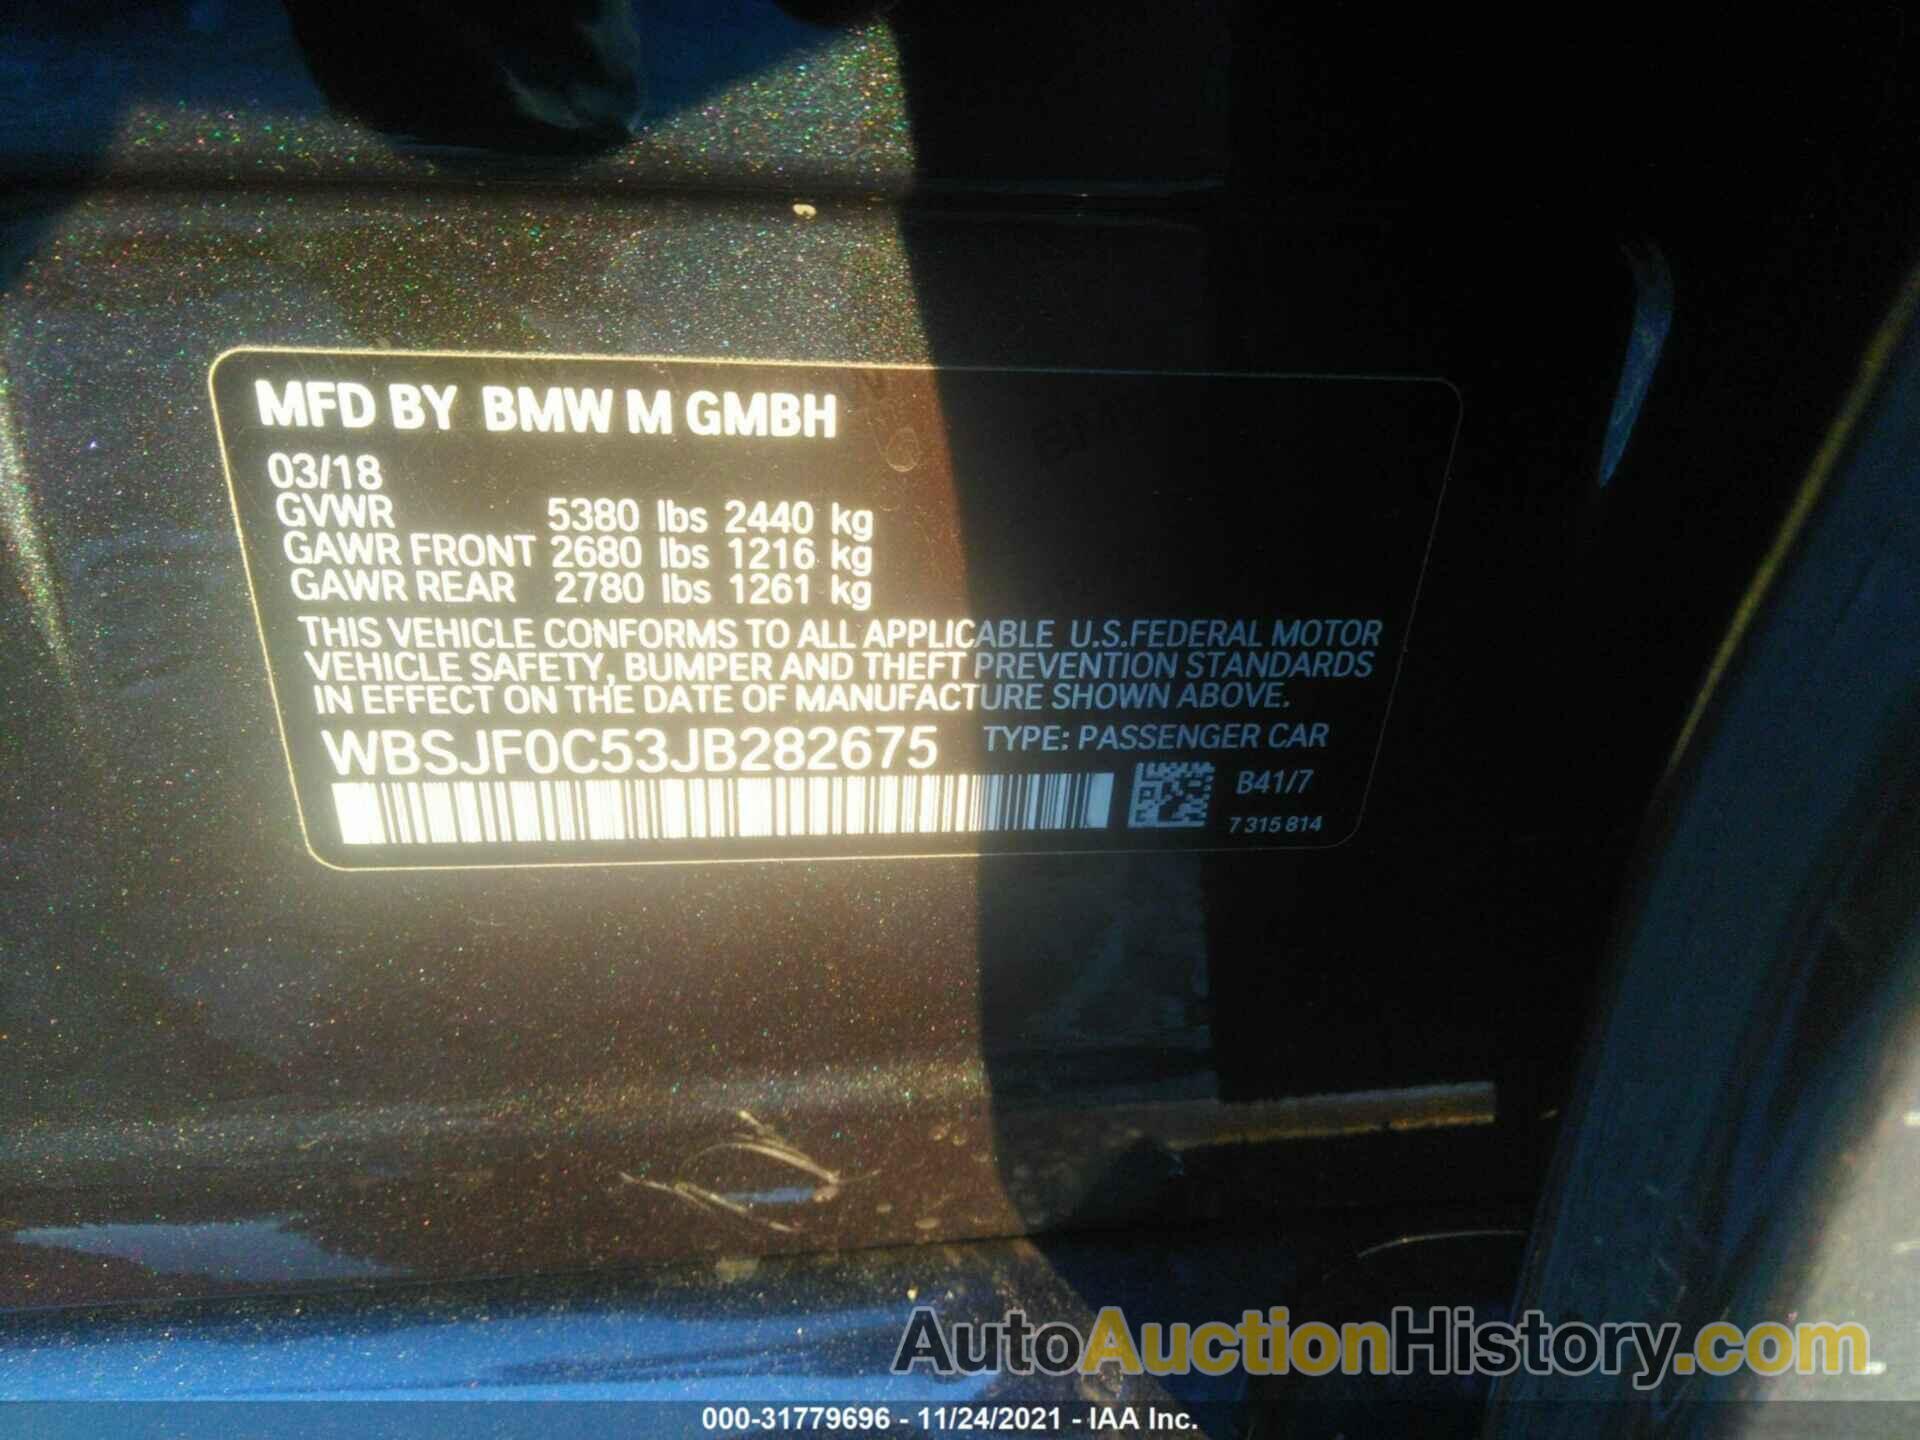 MFD BY BMW M GMBH
03/18
GVWR 5380 lbs 2440 kg
GAWR FRONT 2680 lbs 1216 kg
GAWR REAR 2780 lbs 1261 kg
THIS VEHICLE CONFORMS TO ALL APPLICABLE U.S.FEDERAL MOTOR
VEHICLE SAFETY, BUMPER AND THEFT PREVENTION STANDARDS
IN EFFECT ON THE DATE OF MANUFACTURE SHOWN ABOVE.
WBSJF0C53JB282675 TYPE: PASSENGER CAR
B41/7
7 315 814
AutoAuctionHistory.com
000-31779696 - 11/24/2021 - IAA Inc.